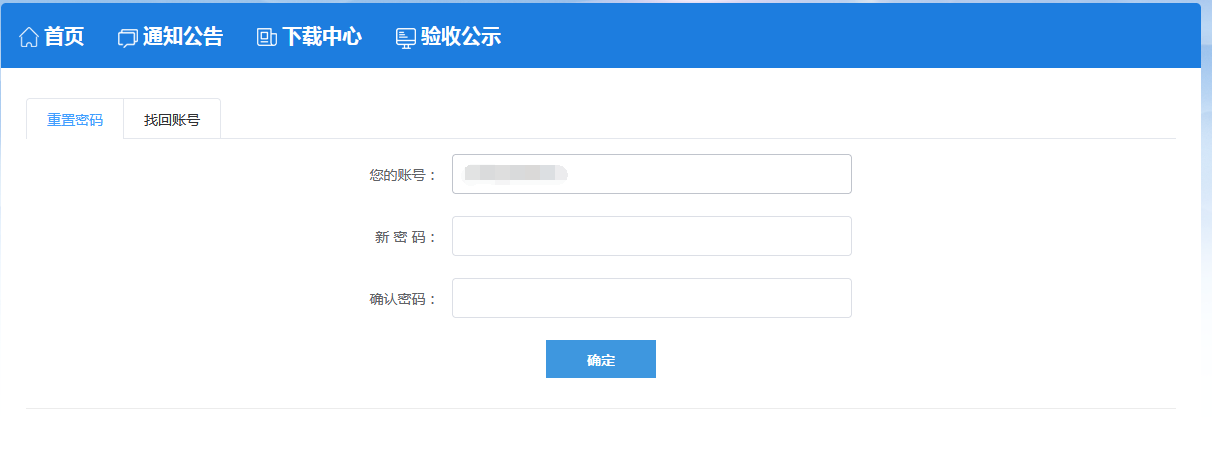 首页 通知公告 下载中心 验收公示
重置密码 找回账号
您的账号：
新 密 码：
确认密码：
确定